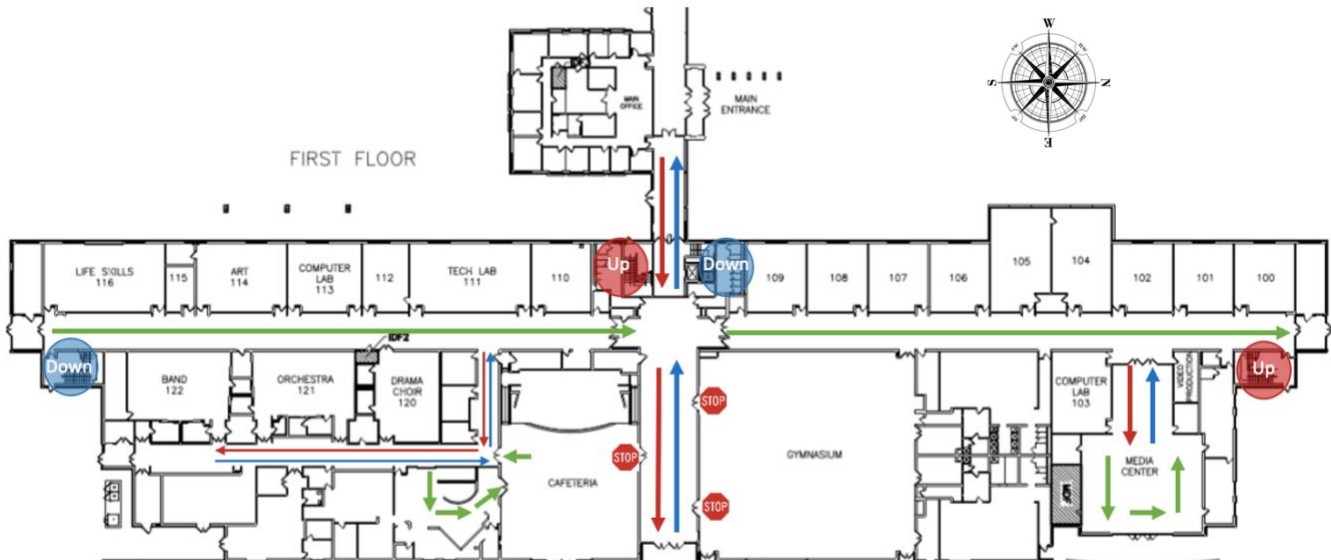 W
S
N
E
MAIN
OFFICE
MAIN
ENTRANCE
FIRST FLOOR
Up
Down
LIFE SKILLS
116
115
ART
114
COMPUTER
LAB
113
112
TECH LAB
111
110
109
108
107
106
105
104
102
101
100
IDF2
Down
BAND
122
ORCHESTRA
121
DRAMA
CHOIR
120
STOP
STOP
STOP
CAFETERIA
GYMNASIUM
COMPUTER
LAB
103
VIDEO
PRODUCTION
Up
MEDIA
CENTER
MDF